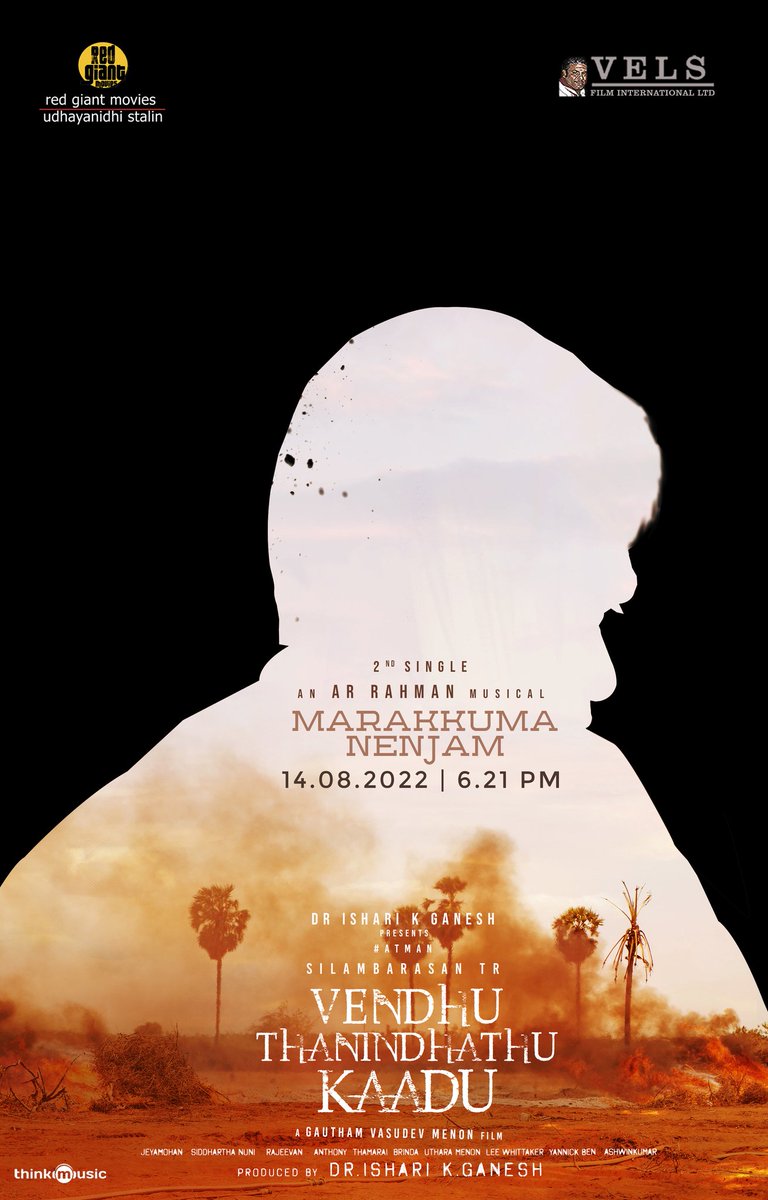 Red
giant
movies
red giant movies
udhayanidhi stalin
VELS
FILM INTERNATIONAL LTD
2ND SINGLE
AN AR RAHMAN MUSICAL
MARAKKUMA
NENJAM
14.08.2022 | 6.21 PM
DR ISHARI K GANESH
PRESENTS
#ATMAN
SILAMBARASAN TR
VENDHU
THANINDHATHU
KAADU
A GAUTHAM VASUDEV MENON FILM
JEYAMOHAN SIDDHARTHA NUNI RAJEEVAN ANTHONY THAMARAI BRINDA UTHARA MENON LEE WHITTAKER YANNICK BEN ASHWINKUMAR
PRODUCED BY DR.ISHARI K.GANESH
think music